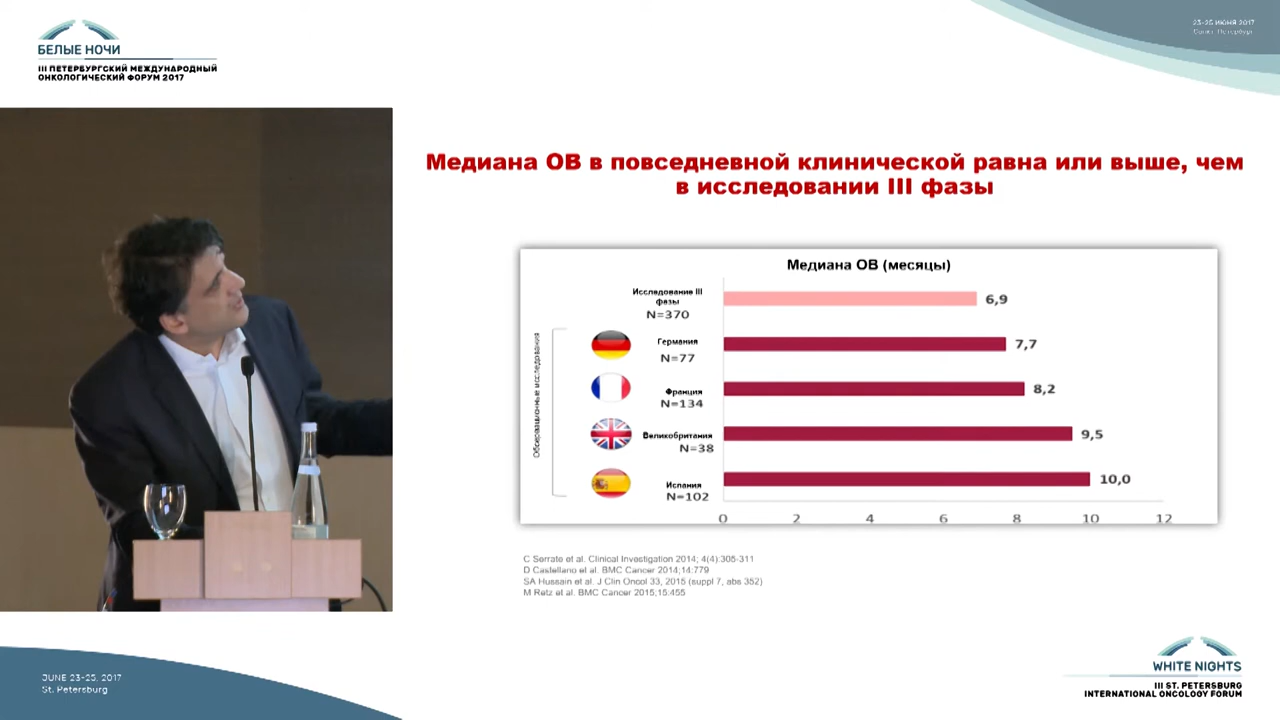 БЕЛЫЕ НОЧИ
III ПЕТЕРБУРГСКИЙ МЕЖДУНАРОДНЫЙ
ОНКОЛОГИЧЕСКИЙ ФОРУМ 2017
23-25 ИЮНЯ 2017
Санкт-Петербург
Медиана ОВ в повседневной клинической равна или выше, чем
в исследовании III фазы
Медиана ОВ (месяцы)
Исследование III
фазы
N=370
6,9
Обсервационные исследования
Германия
N=77
7,7
Франция
N=134
8,2
Великобритания
N=38
9,5
Испания
N=102
10,0
0 2 4 6 8 10 12
C Serrate et al. Clinical Investigation 2014; 4(4):305-311
D Castellano et al. BMC Cancer 2014;14:779
SA Hussain et al. J Clin Oncol 33, 2015 (suppl 7, abs 352)
M Retz et al. BMC Cancer 2015;15:455
JUNE 23-25, 2017
St. Petersburg
WHITE NIGHTS
III ST. PETERSBURG
INTERNATIONAL ONCOLOGY FORUM